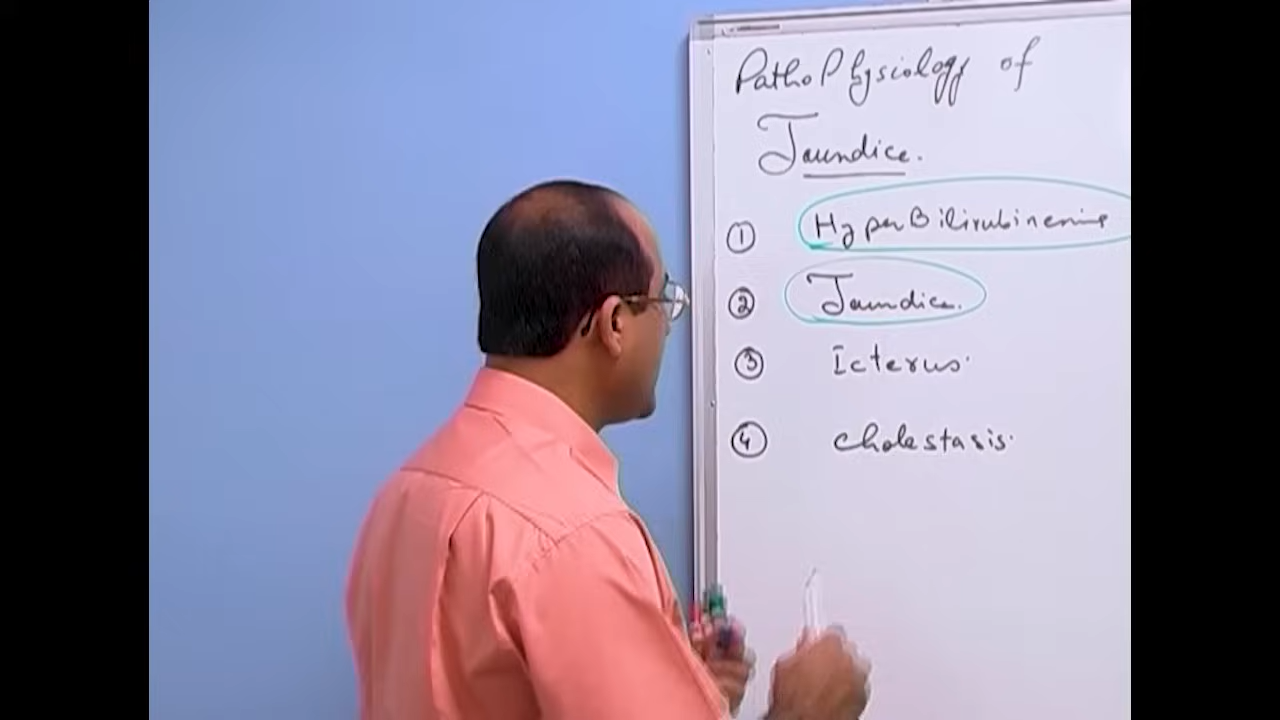 PathoPhysiology of
Jaundice.
① HyperBilirubinemia
② Jaundice.
③ Icterus.
④ cholestasis.